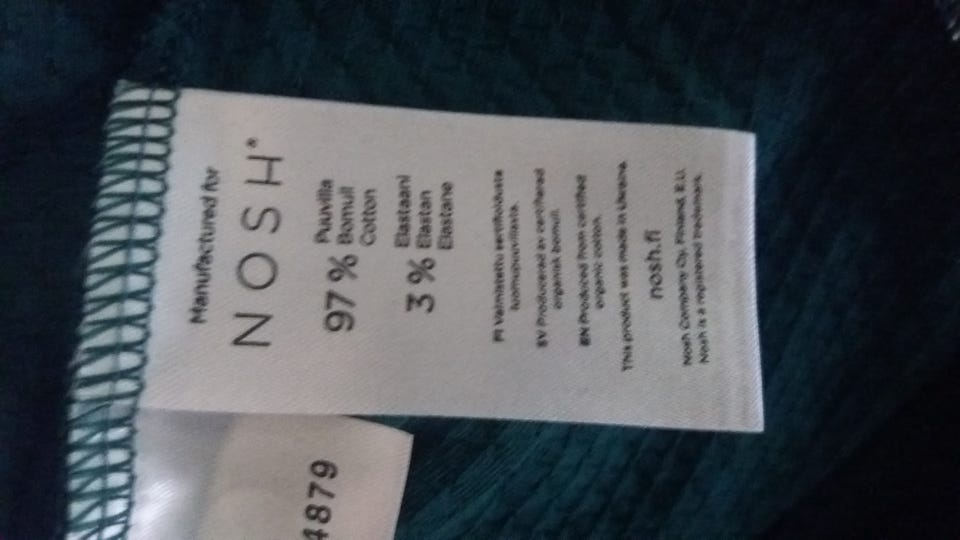 Manufactured for
NOSH®
97 % Puuvilla
Bomull
Cotton
3 % Elastaani
Elastan
Elastane
FI Valmistettu sertifioidusta
luomupuuvillasta.
SV Producerad av certifierad
organisk bomull.
EN Produced from certified
organic cotton.
This product was made in Ukraine.
nosh.fi
Nosh Company Oy, Finland, E.U.
Nosh is a registered trademark.
4879